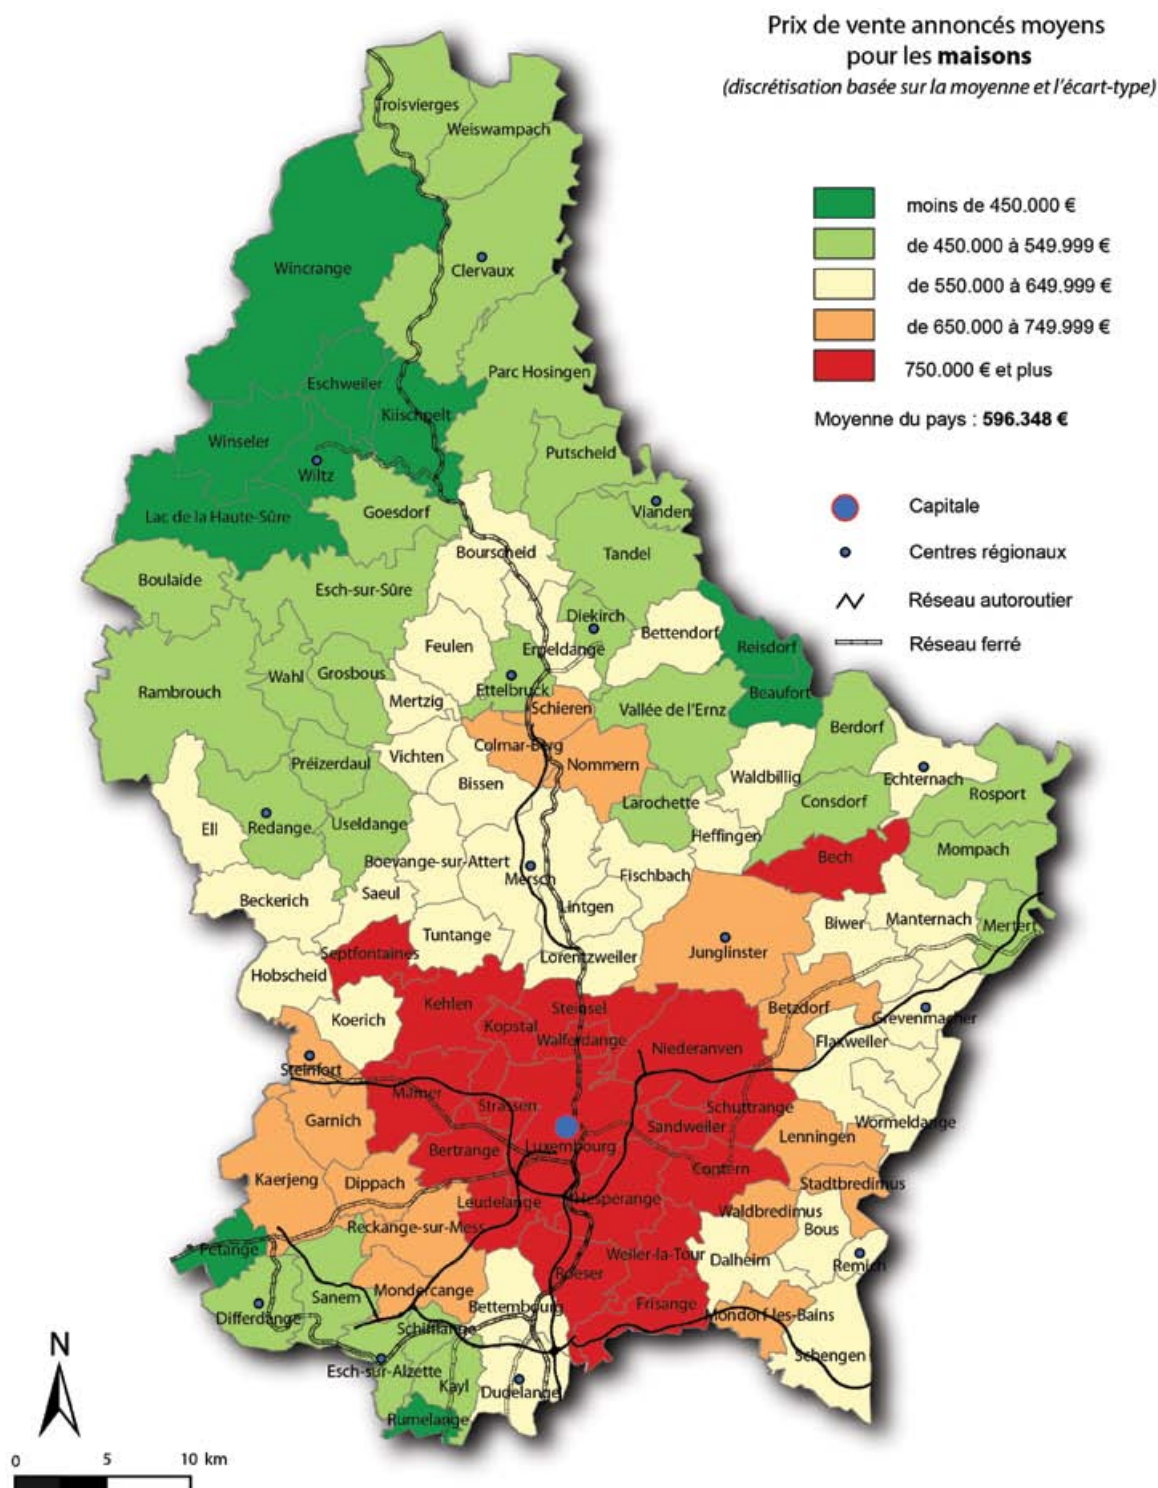 Prix de vente annoncés moyens
pour les maisons
(discrétisation basée sur la moyenne et l'écart-type)
moins de 450.000 €
de 450.000 à 549.999 €
de 550.000 à 649.999 €
de 650.000 à 749.999 €
750.000 € et plus
Moyenne du pays : 596.348 €
Capitale
Centres régionaux
Réseau autoroutier
Réseau ferré
Troisvierges
Weiswampach
Wincrange
Clervaux
Eschweiler
Parc Hosingen
Kiischpelt
Winseler
Putscheid
Wiltz
Lac de la Haute-Sûre
Goesdorf
Vianden
Bourscheid
Tandel
Boulaide
Esch-sur-Sûre
Diekirch
Bettendorf
Feulen
Erpeldange
Reisdorf
Wahl
Grosbous
Rambrouch
Ettelbruck
Beaufort
Mertzig
Schieren
Vallée de l'Ernz
Berdorf
Colmar-Berg
Vichten
Préizerdaul
Nommern
Bissen
Waldbillig
Echternach
Rosport
Larochette
Consdorf
Ell
Redange
Useldange
Heffingen
Boevange-sur-Attert
Bech
Mompach
Mersch
Fischbach
Saeul
Beckerich
Lintgen
Biwer
Manternach
Mertert
Tuntange
Septfontaines
Lorentzweiler
Junglinster
Hobscheid
Kehlen
Steinsel
Betzdorf
Koerich
Kopstal
Walferdange
Grevenmacher
Flaxweiler
Niederanven
Steinfort
Mamer
Strassen
Schuttrange
Garnich
Sandweiler
Wormeldange
Lenningen
Luxembourg
Bertrange
Contern
Kaerjeng
Dippach
Stadtbredimus
Leudelange
Hesperange
Waldbredimus
Reckange-sur-Mess
Bous
Pétange
Weiler-la-Tour
Dalheim
Remich
Roeser
Mondercange
Sanem
Bettembourg
Frisange
Mondorf-les-Bains
Differdange
Schifflange
Schengen
Esch-sur-Alzette
Kayl
Dudelange
Rumelange
N
0 5 10 km